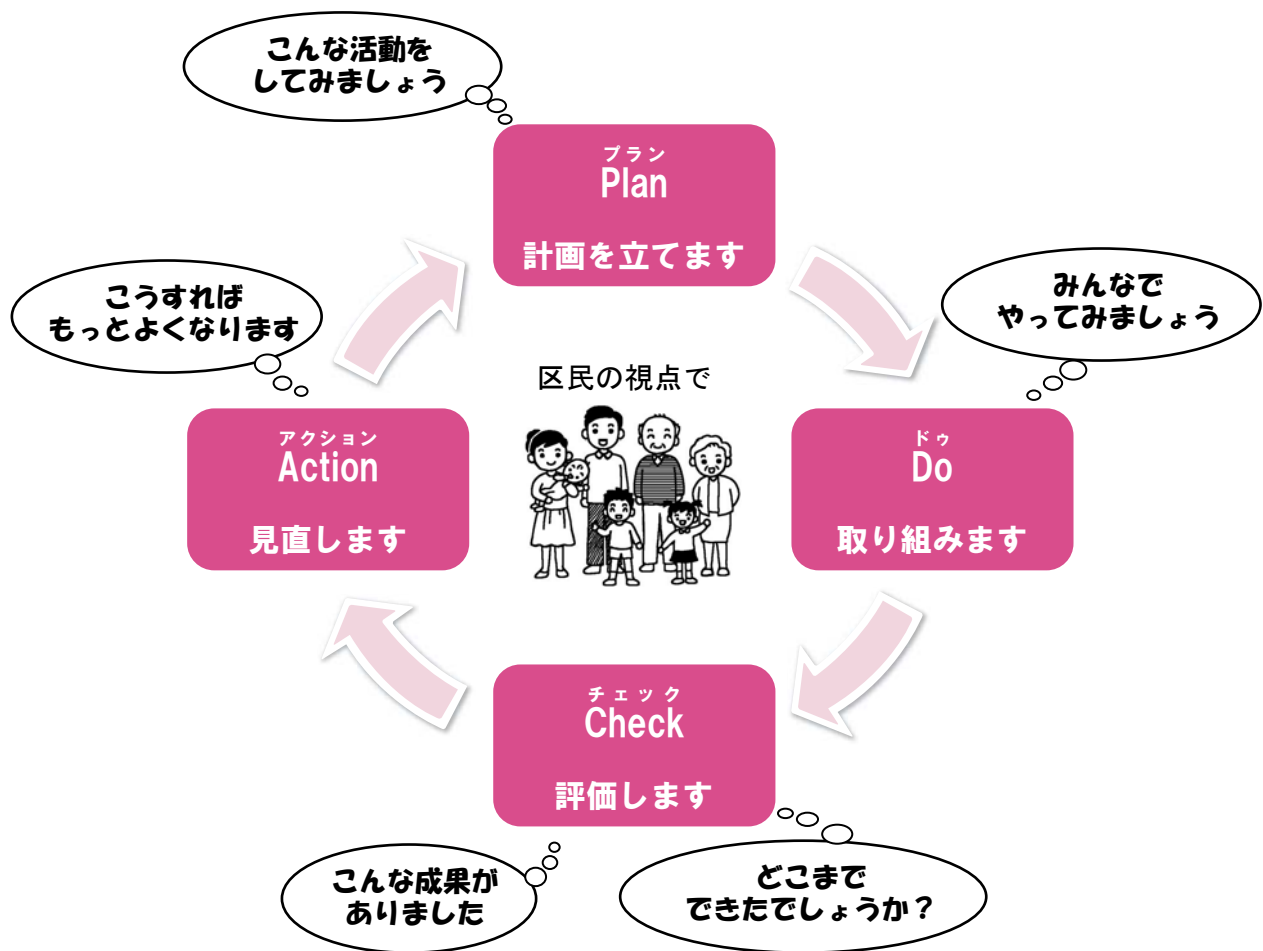 こんな活動を
してみましょう
プラン
Plan
計画を立てます
みんなで
やってみましょう
ドゥ
Do
取り組みます
チェック
Check
評価します
どこまで
できたでしょうか？
こんな成果が
ありました
アクション
Action
見直します
こうすれば
もっとよくなります
区民の視点で